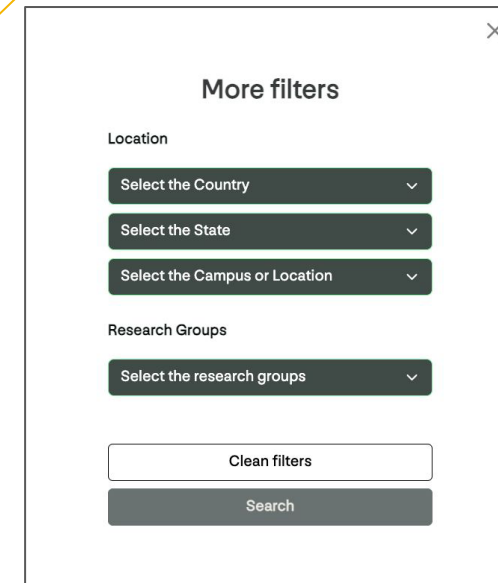 More filters
Location
Select the Country
Select the State
Select the Campus or Location
Research Groups
Select the research groups
Clean filters
Search